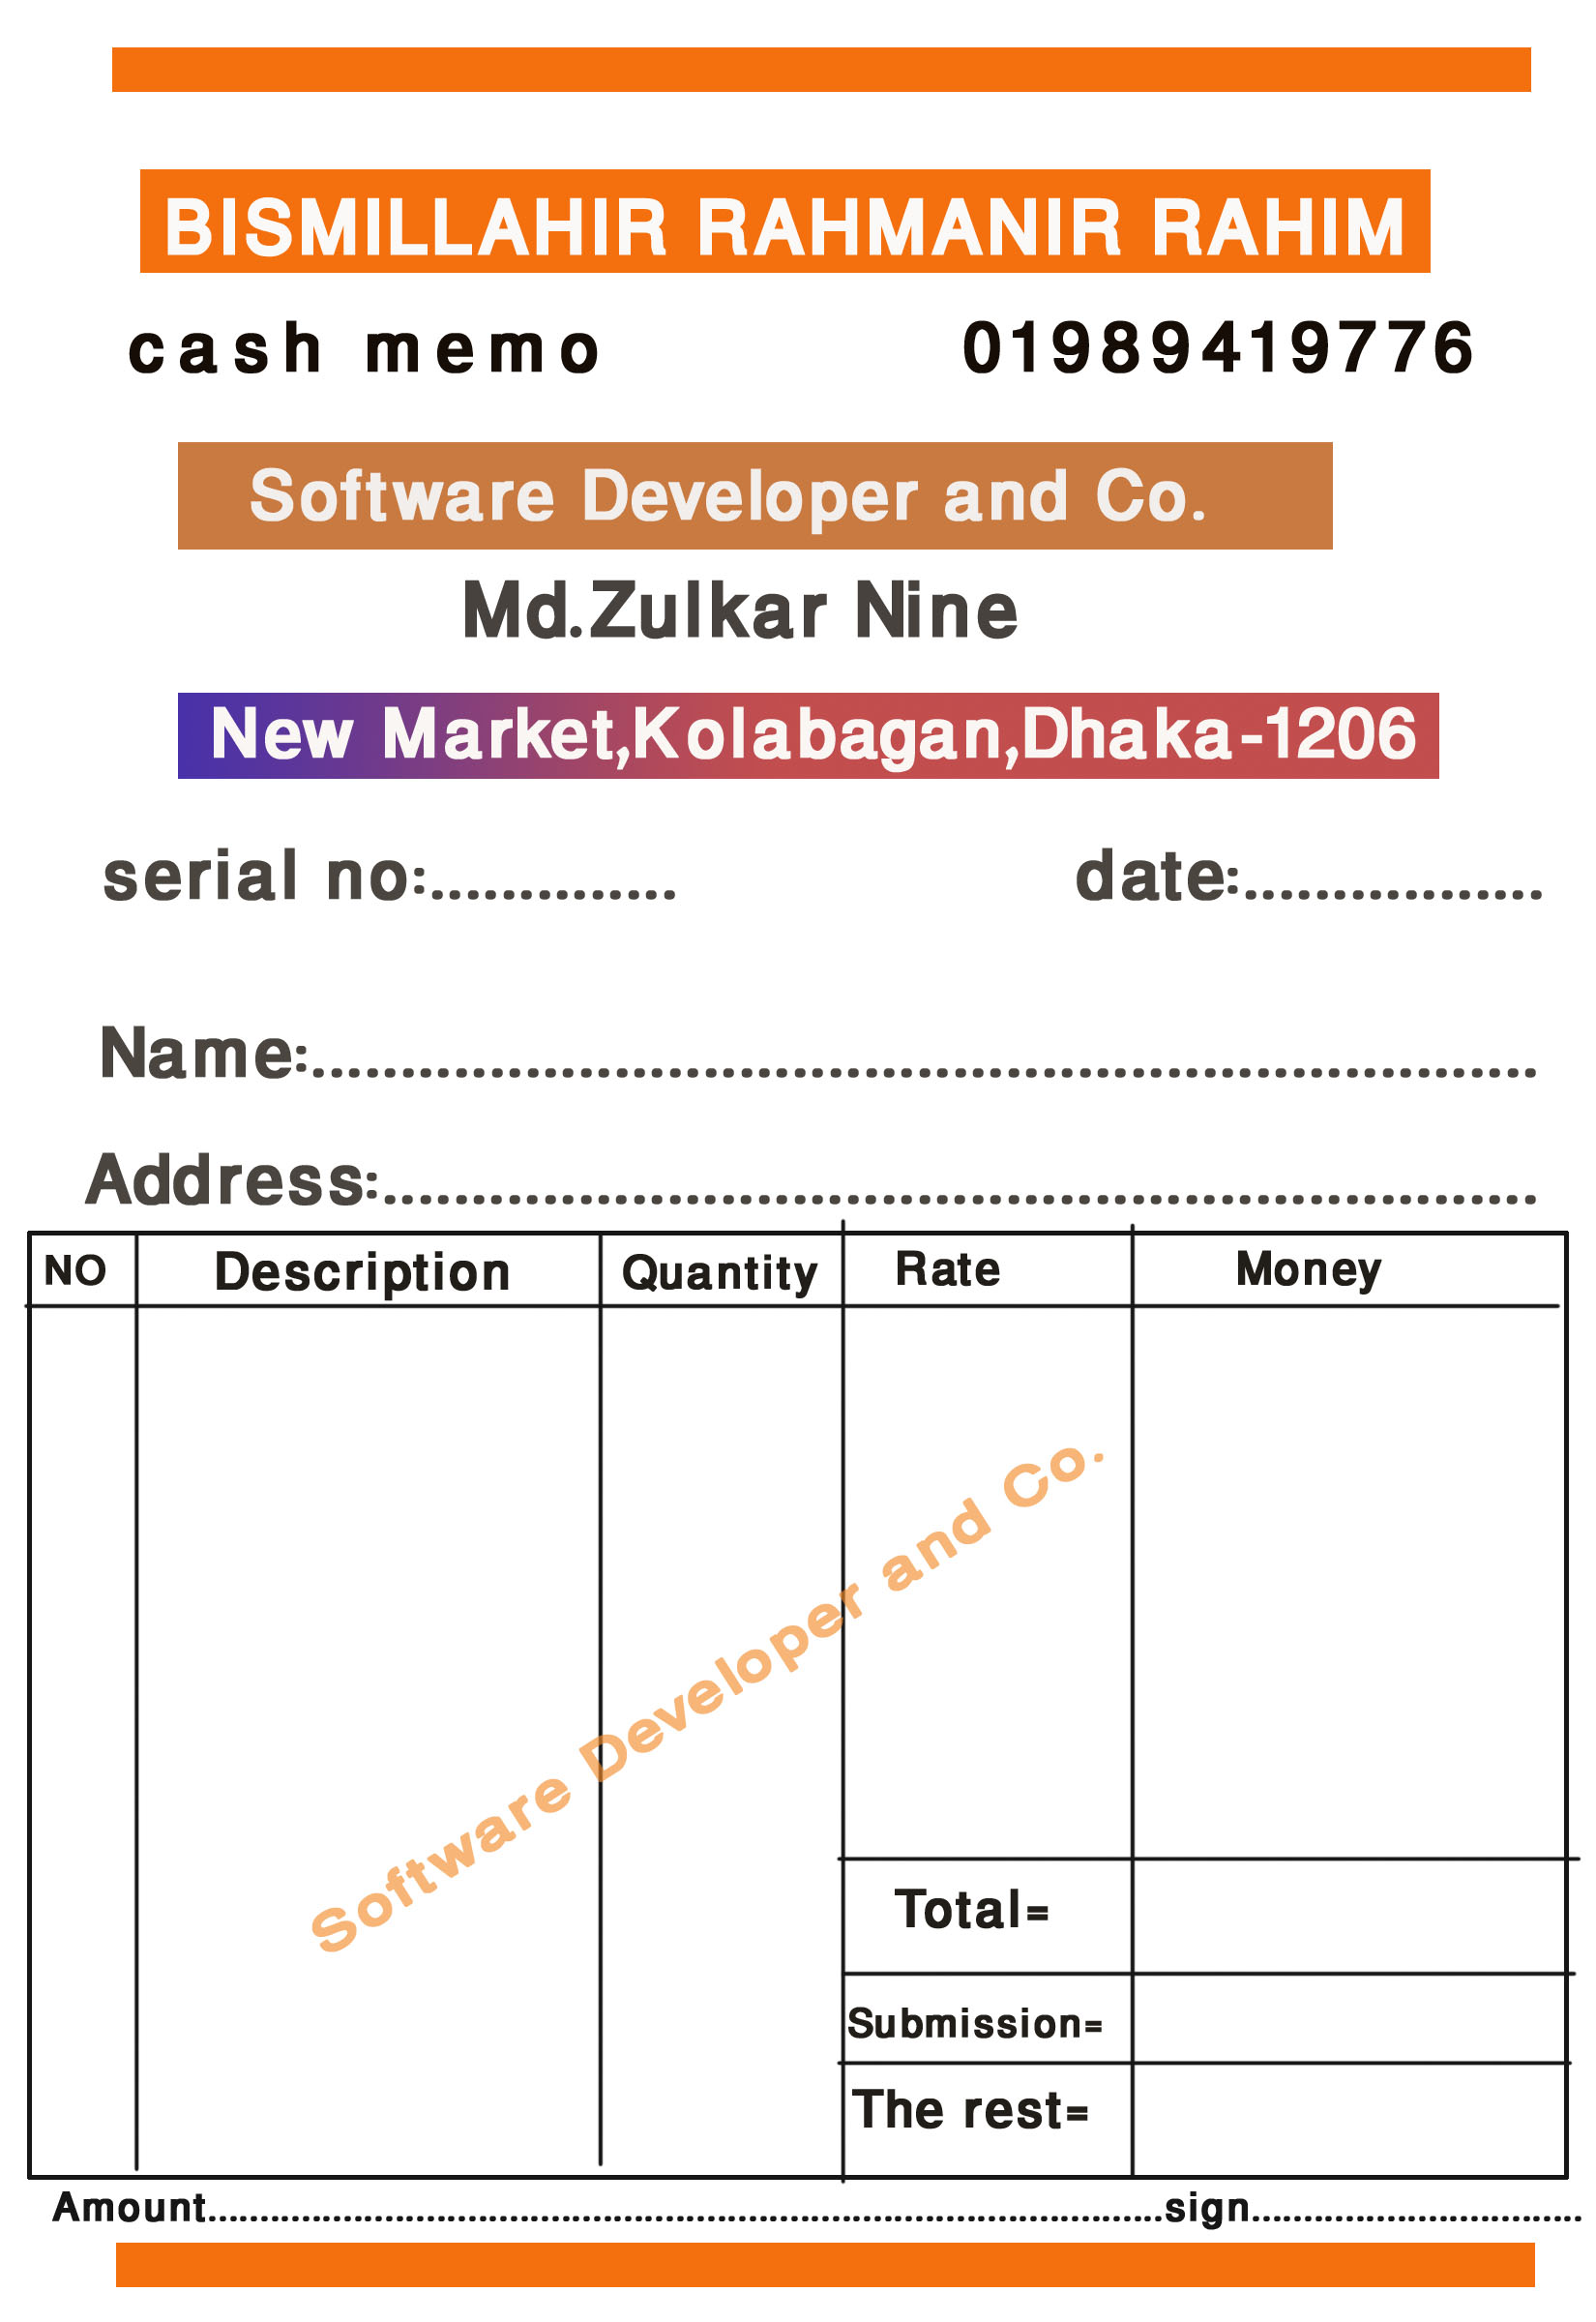 BISMILLAHIR RAHMANIR RAHIM
cash memo 01989419776
Software Developer and Co.
Md.Zulkar Nine
New Market,Kolabagan,Dhaka-1206
serial no:.............. date:.................
Name:.....................................................................
Address:.................................................................
NO Description Quantity Rate Money
Software Developer and Co.
Total=
Submission=
The rest=
Amount............................................................................................sign................................